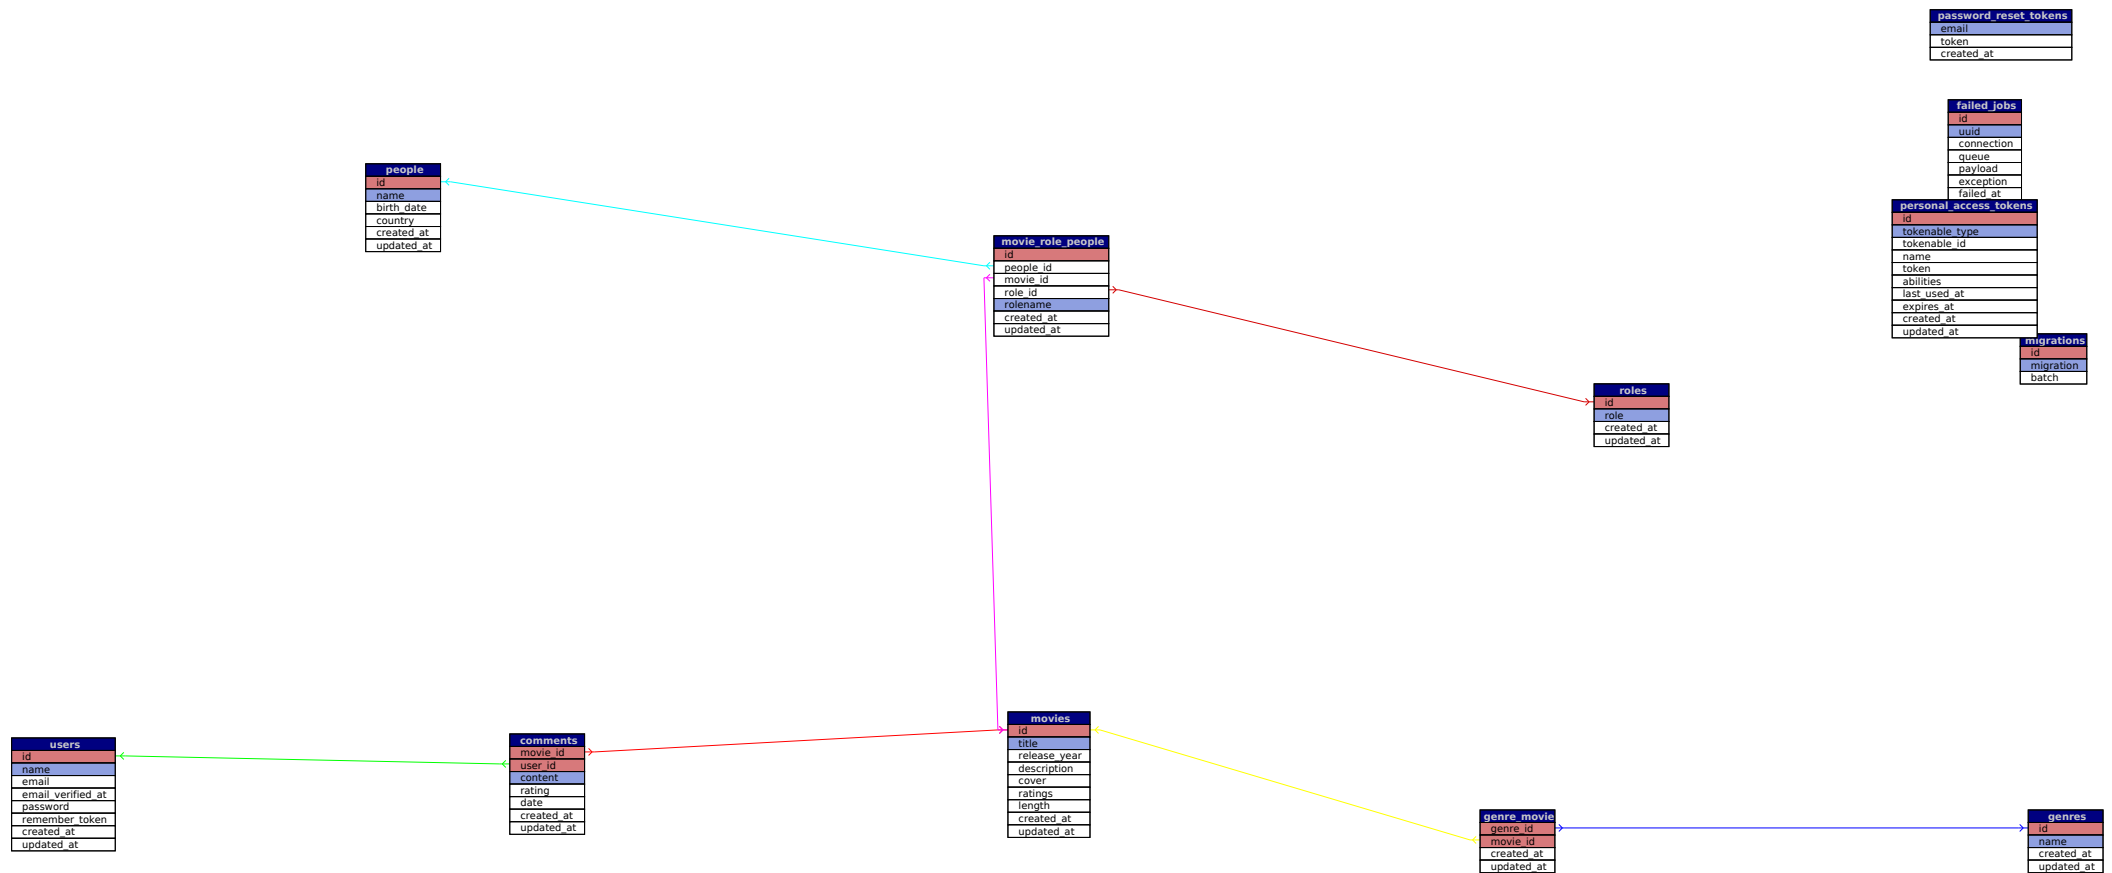 password_reset_tokens
email
token
created_at
failed_jobs
id
uuid
connection
queue
payload
exception
failed_at
personal_access_tokens
id
tokenable_type
tokenable_id
name
token
abilities
last_used_at
expires_at
created_at
updated_at
migrations
id
migration
batch
people
id
name
birth_date
country
created_at
updated_at
movie_role_people
id
people_id
movie_id
role_id
rolename
created_at
updated_at
roles
id
role
created_at
updated_at
users
id
name
email
email_verified_at
password
remember_token
created_at
updated_at
comments
movie_id
user_id
content
rating
date
created_at
updated_at
movies
id
title
release_year
description
cover
ratings
length
created_at
updated_at
genre_movie
genre_id
movie_id
created_at
updated_at
genres
id
name
created_at
updated_at